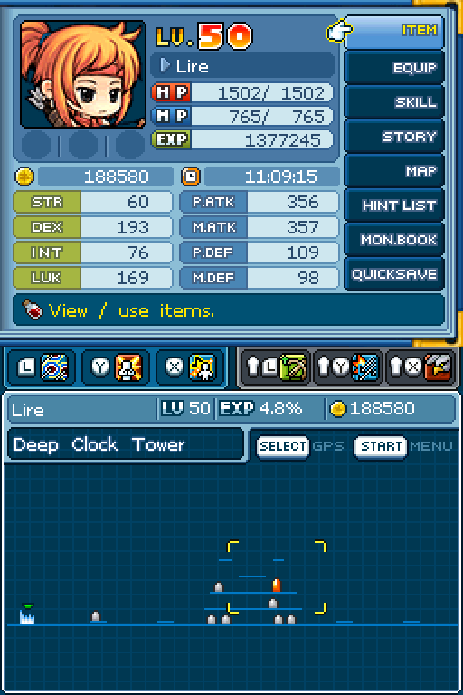 LV. 50
ITEM
Lire
EQUIP
HP 1502/ 1502
SKILL
HP 765/ 765
EXP 1377245
STORY
188580 11:09:15
MAP
STR 60 P.ATK 356
HINT LIST
DEX 193 M.ATK 357
MON.BOOK
INT 76 P.DEF 109
LUK 169 M.DEF 98
QUICKSAVE
View / use items.
L Y X L Y X
Lire LV 50 EXP 4.8% 188580
Deep Clock Tower SELECT GPS START MENU